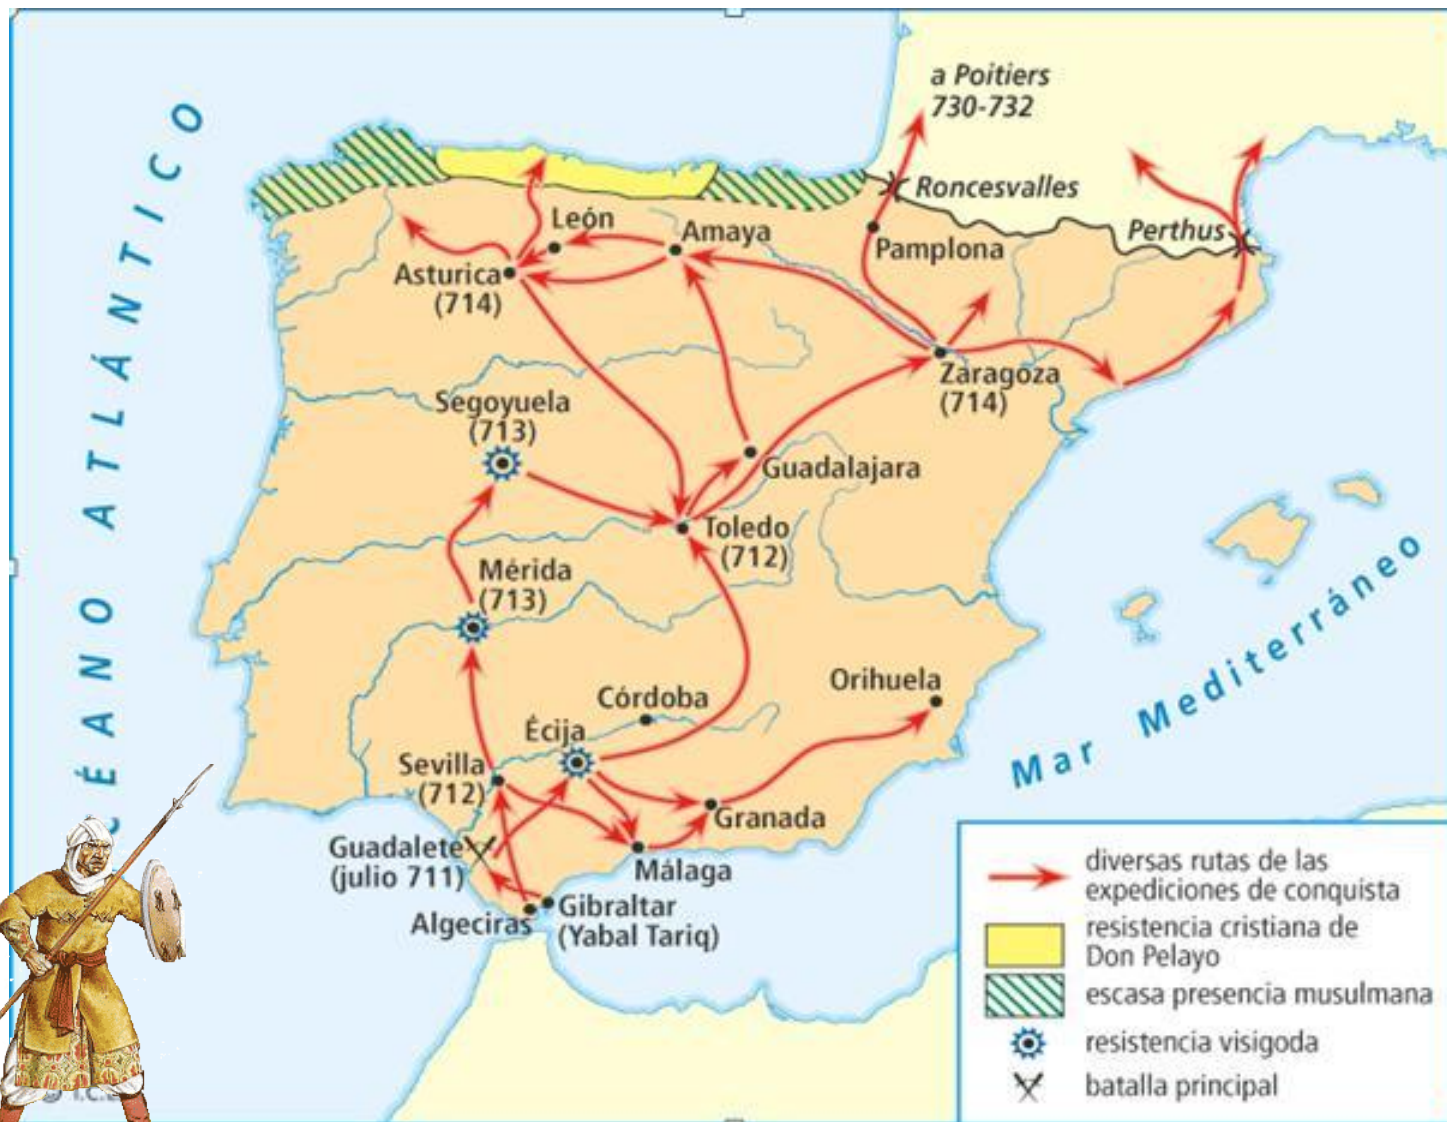 a Poitiers
730-732
Roncesvalles
Perthus
León
Amaya
Pamplona
Asturica
(714)
Zaragoza
(714)
Segoyuela
(713)
Guadalajara
Toledo
(712)
Mérida
(713)
Orihuela
Córdoba
Écija
Sevilla
(712)
Granada
Guadalete
(julio 711)
Málaga
Algeciras
Gibraltar
(Yabal Tariq)
CÉANO ATLÁNTICO
Mar Mediterráneo
diversas rutas de las
expediciones de conquista
resistencia cristiana de
Don Pelayo
escasa presencia musulmana
resistencia visigoda
batalla principal